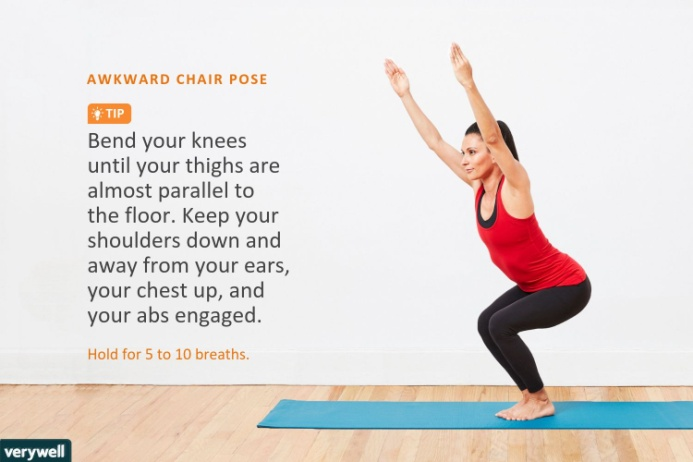 AWKWARD CHAIR POSE
TIP
Bend your knees
until your thighs are
almost parallel to
the floor. Keep your
shoulders down and
away from your ears,
your chest up, and
your abs engaged.
Hold for 5 to 10 breaths.
verywell